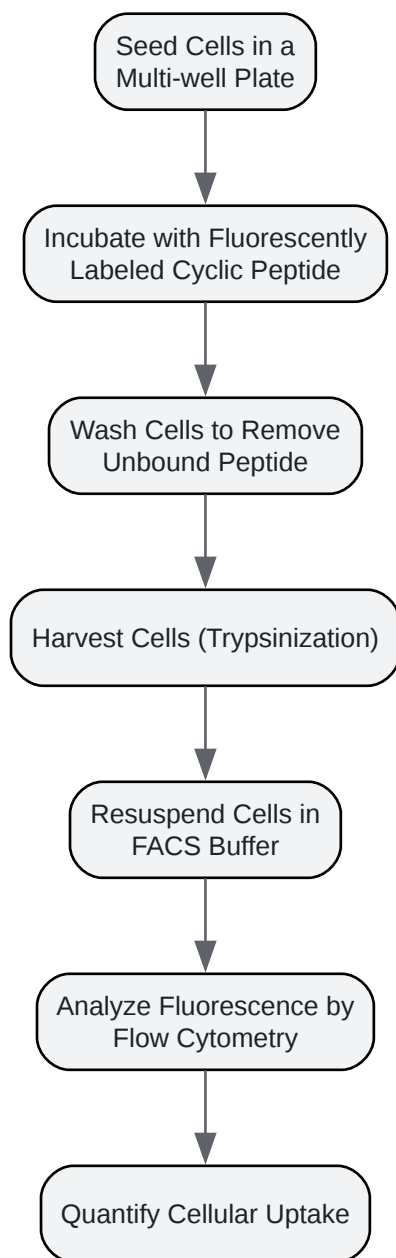 Seed Cells in a
Multi-well Plate
Incubate with Fluorescently
Labeled Cyclic Peptide
Wash Cells to Remove
Unbound Peptide
Harvest Cells (Trypsinization)
Resuspend Cells in
FACS Buffer
Analyze Fluorescence by
Flow Cytometry
Quantify Cellular Uptake